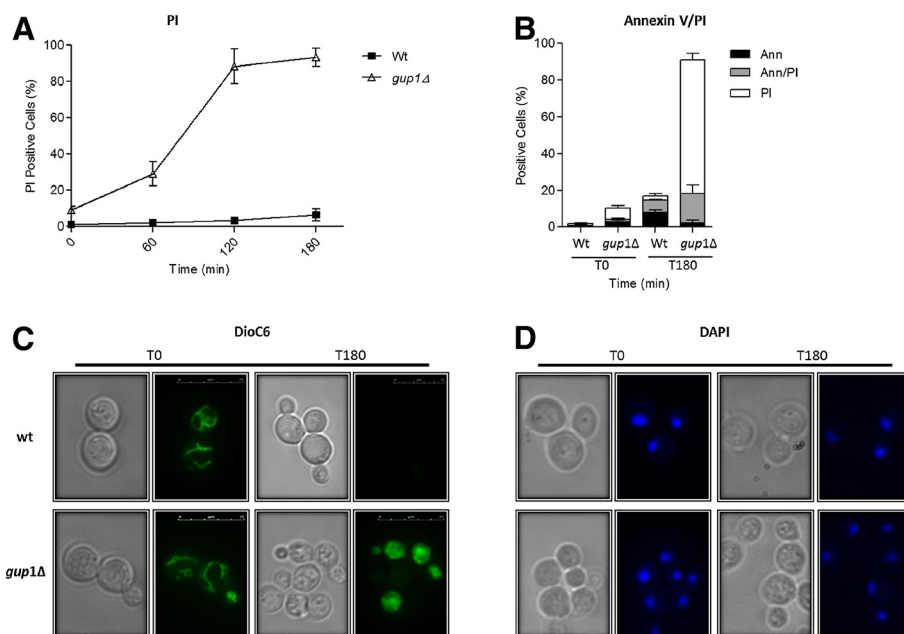 A
PI
PI Positive Cells (%)
100
80
60
40
20
0
0
60
120
180
Time (min)
Wt
gup1Δ
B
Annexin V/PI
Positive Cells (%)
100
80
60
40
20
0
Wt
gup1Δ
Wt
gup1Δ
T0
T180
Time (min)
Ann
Ann/PI
PI
C
DioC6
T0
T180
wt
gup1Δ
D
DAPI
T0
T180